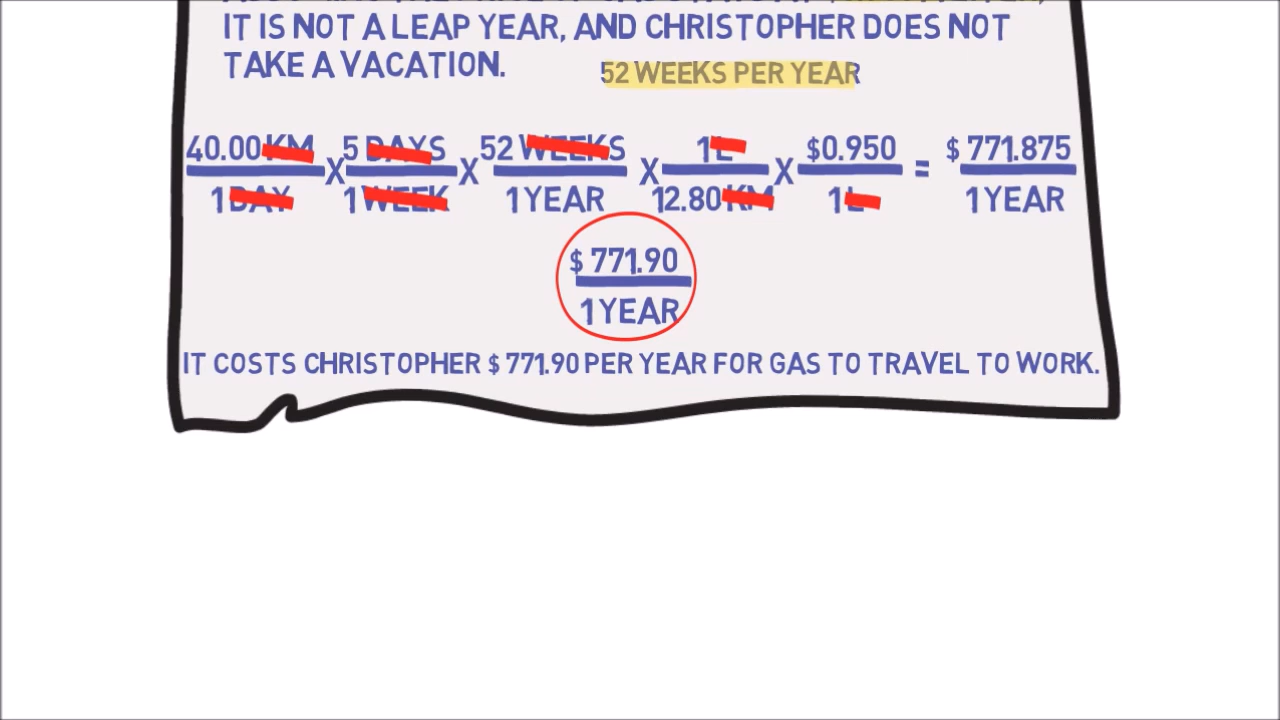 IT IS NOT A LEAP YEAR, AND CHRISTOPHER DOES NOT
TAKE A VACATION.
52 WEEKS PER YEAR
40.00 KM X 5 DAYS X 52 WEEKS X 1 L X $0.950 = $ 771.875
1 DAY 1 WEEK 1 YEAR 12.80 KM 1 L 1 YEAR
$ 771.90
1 YEAR
IT COSTS CHRISTOPHER $ 771.90 PER YEAR FOR GAS TO TRAVEL TO WORK.